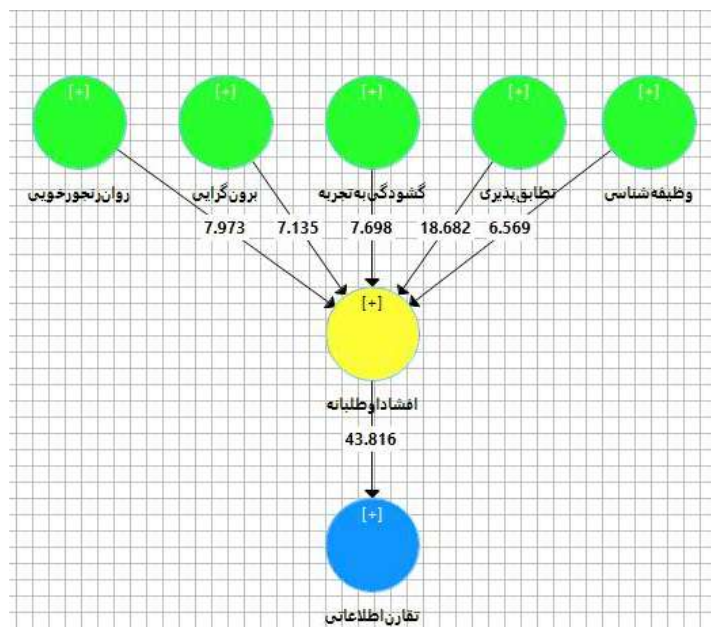 [+] [+] [+] [+] [+]
وظیفه‌شناسی تطابق‌پذیری گشودگی‌به‌تجربه برون‌گرایی روان‌رنجورخویی
7.973 7.135 7.698 18.682 6.569
[+]
افشاداوطلبانه
43.816
[+]
تقارن‌اطلاعاتی